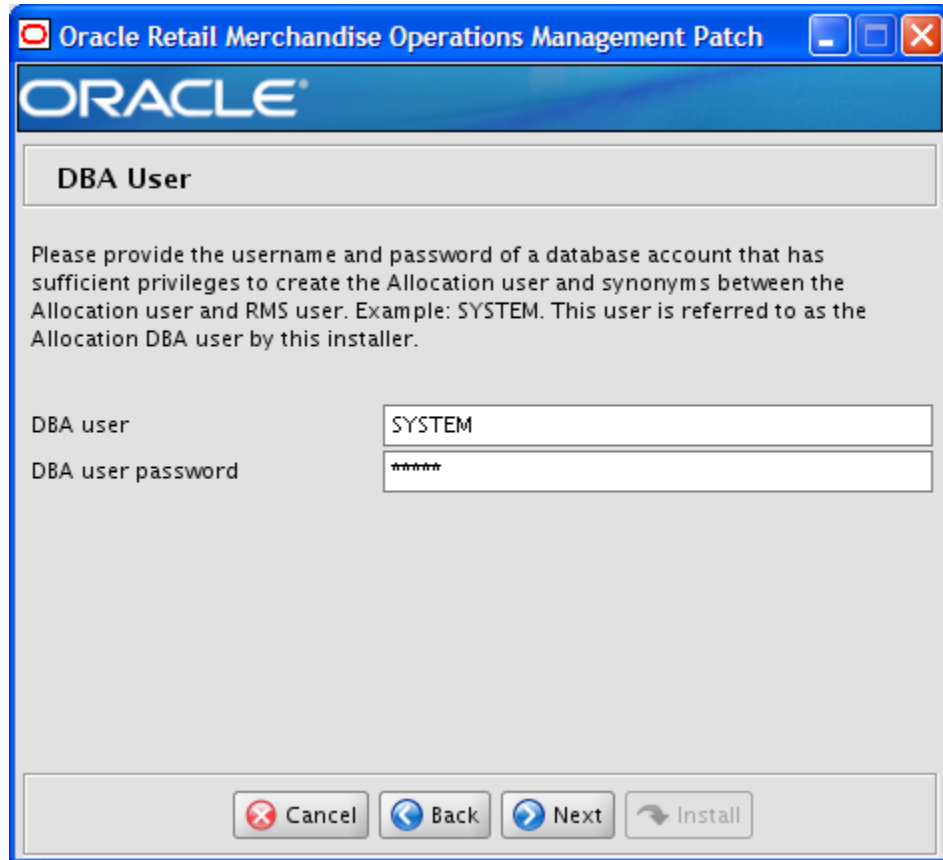 Oracle Retail Merchandise Operations Management Patch
ORACLE®
DBA User
Please provide the username and password of a database account that has
sufficient privileges to create the Allocation user and synonyms between the
Allocation user and RMS user. Example: SYSTEM. This user is referred to as the
Allocation DBA user by this installer.
DBA user SYSTEM
DBA user password *****
Cancel Back Next Install